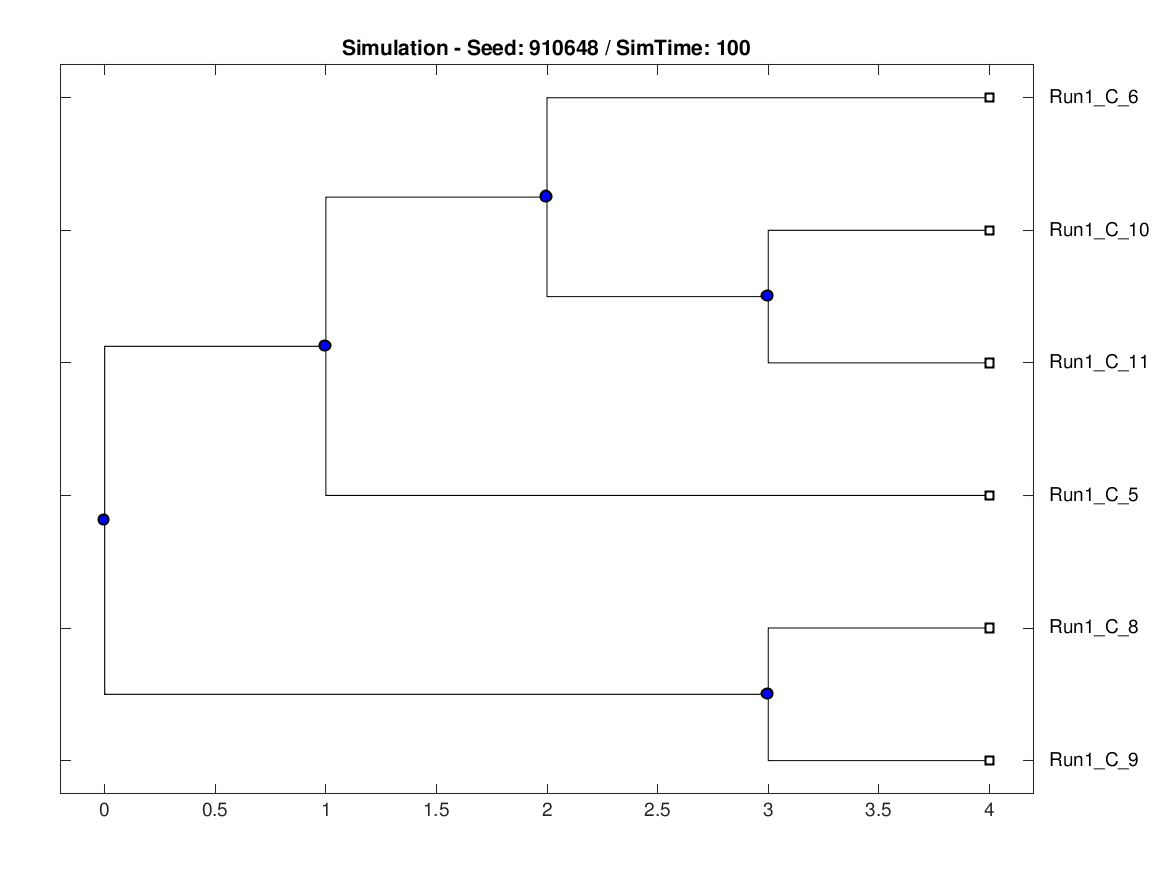 Simulation - Seed: 910648 / SimTime: 100
Run1_C_6
Run1_C_10
Run1_C_11
Run1_C_5
Run1_C_8
Run1_C_9
0 0.5 1 1.5 2 2.5 3 3.5 4